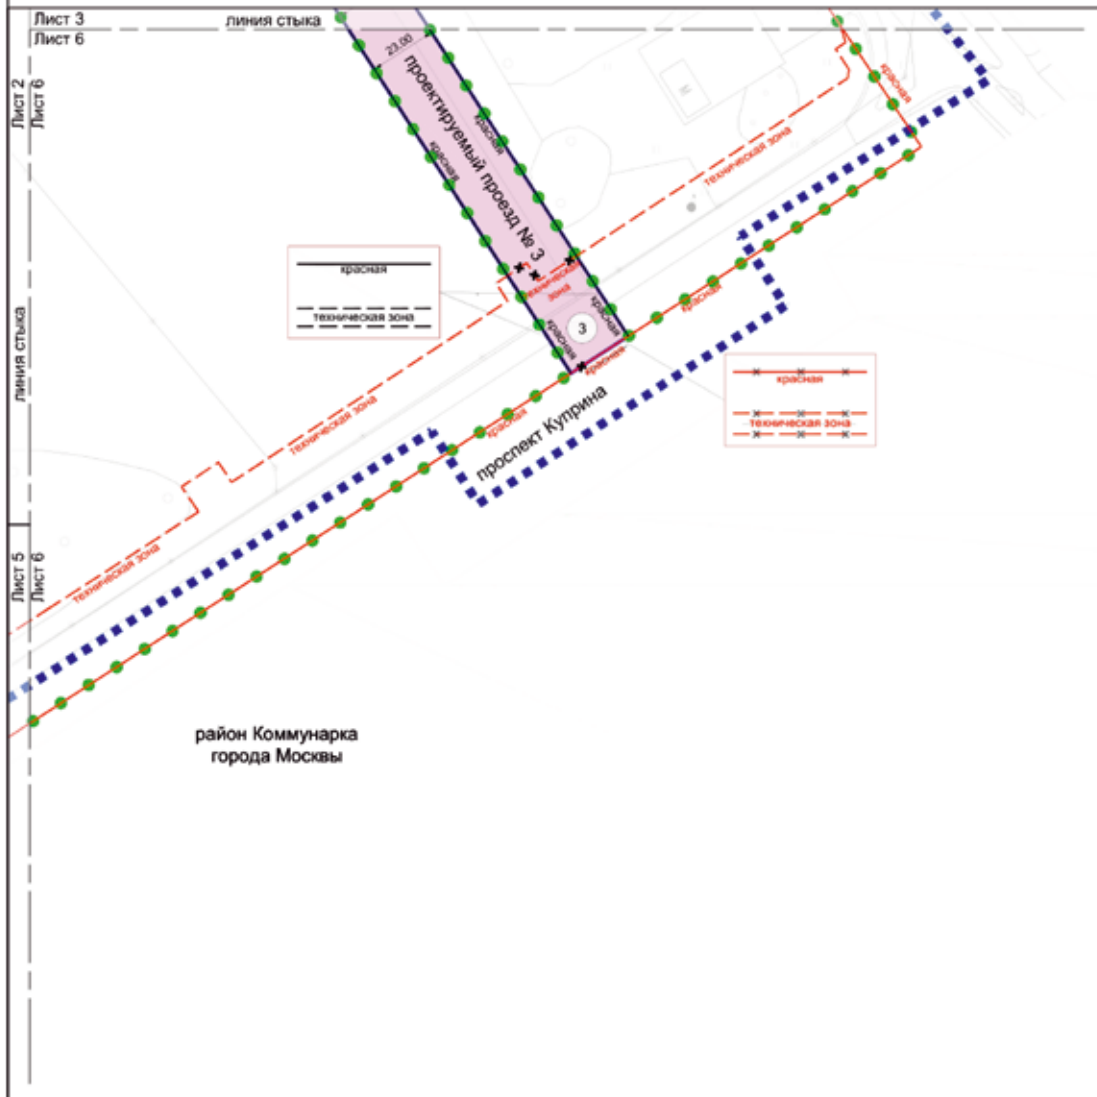 Лист 3
линия стыка
Лист 6
Лист 2
Лист 6
23.00
красная
проектируемый проезд № 3
красная
красная
техническая зона
красная
техническая
зона
красная
техническая зона
красная
красная
3
красная
красная
красная
техническая зона
линия стыка
техническая зона
красная
проспект Куприна
Лист 5
Лист 6
техническая зона
район Коммунарка
города Москвы